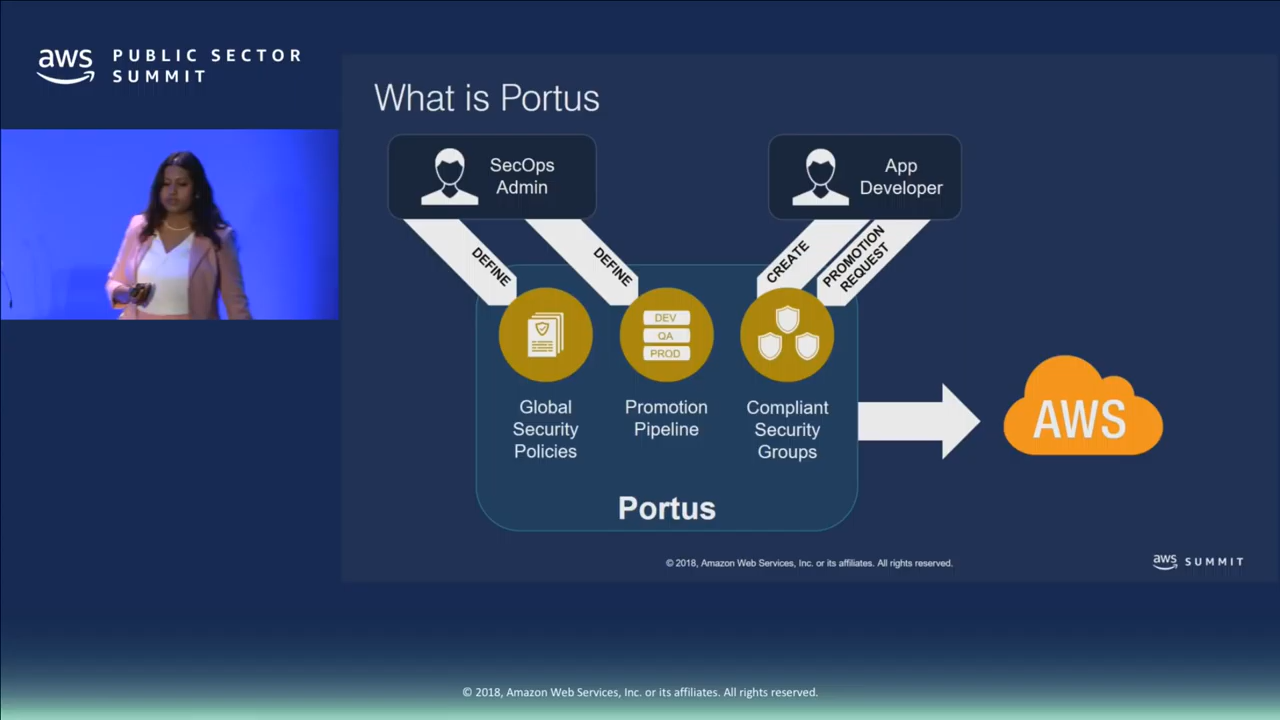 aws PUBLIC SECTOR
SUMMIT
What is Portus
SecOps
Admin
App
Developer
DEFINE
DEFINE
CREATE
PROMOTION
REQUEST
DEV
QA
PROD
Global
Security
Policies
Promotion
Pipeline
Compliant
Security
Groups
AWS
Portus
© 2018, Amazon Web Services, Inc. or its affiliates. All rights reserved.
aws SUMMIT
© 2018, Amazon Web Services, Inc. or its affiliates. All rights reserved.